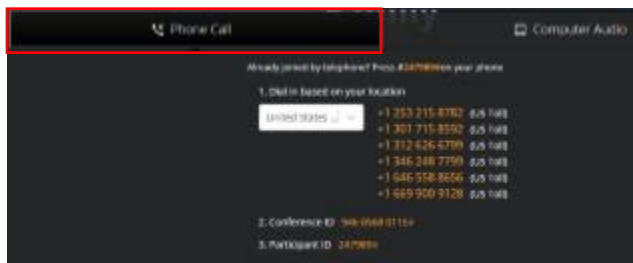 Phone Call
Computer Audio
Already joined by telephone? Press #247989# on your phone
1. Dial in based on your location
United States
+1 253 215 8782 (US Toll)
+1 301 715 8592 (US Toll)
+1 312 626 6799 (US Toll)
+1 346 248 7799 (US Toll)
+1 646 558 8656 (US Toll)
+1 669 900 9128 (US Toll)
2. Conference ID
3. Participant ID 247989#